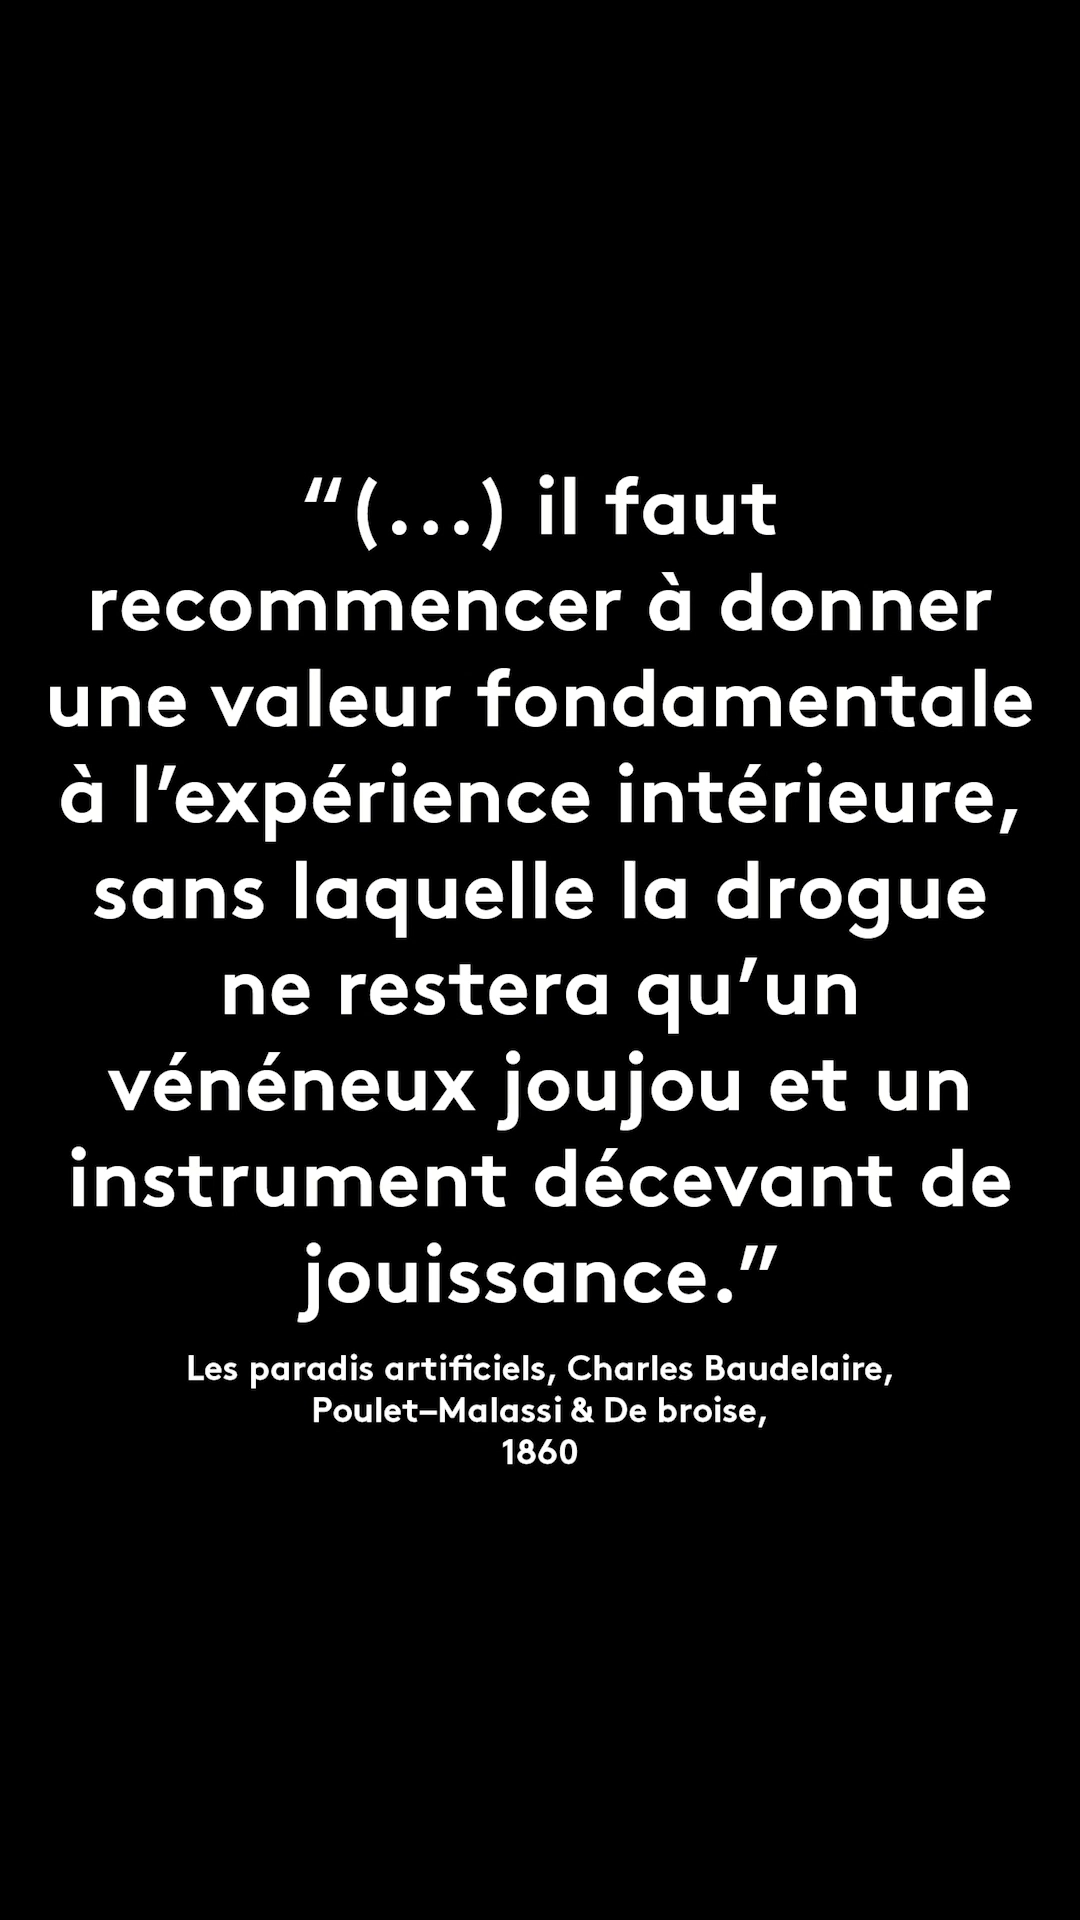 “(...) il faut
recommencer à donner
une valeur fondamentale
à l’expérience intérieure,
sans laquelle la drogue
ne restera qu’un
vénéneux joujou et un
instrument décevant de
jouissance.”
Les paradis artificiels, Charles Baudelaire,
Poulet–Malassi & De broise,
1860